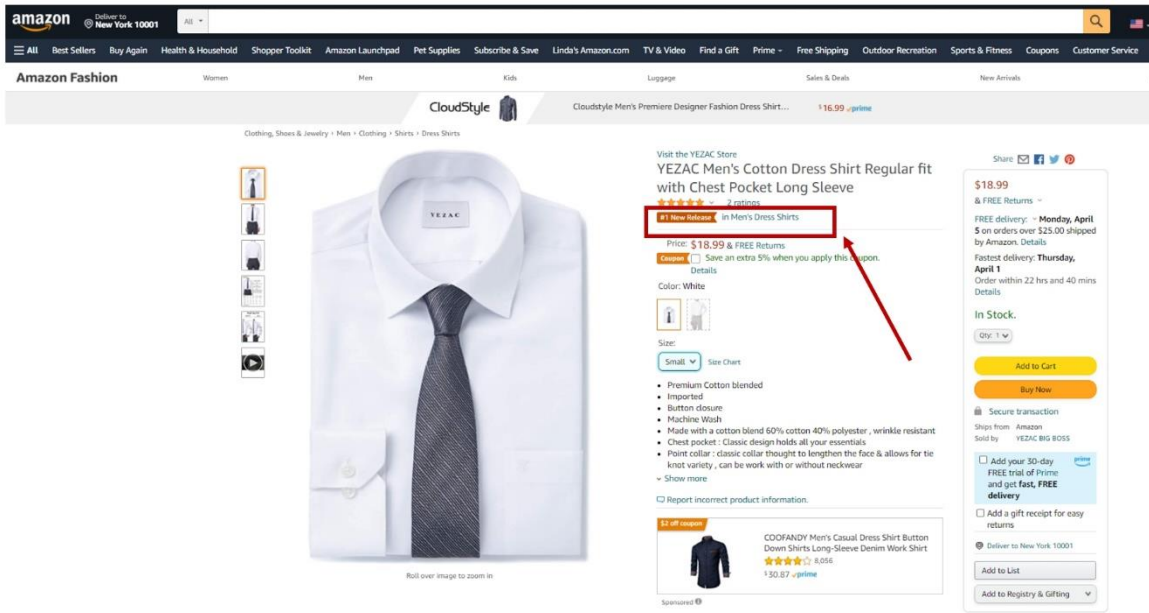 amazon
Deliver to
New York 10001
All
All Best Sellers Buy Again Health & Household Shopper Toolkit Amazon Launchpad Pet Supplies Subscribe & Save Linda's Amazon.com TV & Video Find a Gift Prime Free Shipping Outdoor Recreation Sports & Fitness Coupons Customer Service
Amazon Fashion Women Men Kids Luggage Sales & Deals New Arrivals
CloudStyle Cloudstyle Men's Premiere Designer Fashion Dress Shirt... $16.99 prime
Clothing, Shoes & Jewelry › Men › Clothing › Shirts › Dress Shirts
YEZAC
Roll over image to zoom in
Visit the YEZAC Store
YEZAC Men's Cotton Dress Shirt Regular fit
with Chest Pocket Long Sleeve
2 ratings
#1 New Release in Men's Dress Shirts
Price: $18.99 & FREE Returns
Coupon Save an extra 5% when you apply this coupon.
Details
Color: White
Size:
Small Size Chart
• Premium Cotton blended
• Imported
• Button closure
• Machine Wash
• Made with a cotton blend 60% cotton 40% polyester , wrinkle resistant
• Chest pocket : Classic design holds all your essentials
• Point collar : classic collar thought to lengthen the face & allows for tie
knot variety , can be work with or without neckwear
Show more
Report incorrect product information.
$2 off coupon
COOFANDY Men's Casual Dress Shirt Button
Down Shirts Long-Sleeve Denim Work Shirt
8,056
$30.87 prime
Sponsored
Share
$18.99
& FREE Returns
FREE delivery: Monday, April
5 on orders over $25.00 shipped
by Amazon. Details
Fastest delivery: Thursday,
April 1
Order within 22 hrs and 40 mins
Details
In Stock.
Qty: 1
Add to Cart
Buy Now
Secure transaction
Ships from Amazon
Sold by YEZAC BIG BOSS
Add your 30-day
FREE trial of Prime
and get fast, FREE
delivery
prime
Add a gift receipt for easy
returns
Deliver to New York 10001
Add to List
Add to Registry & Gifting